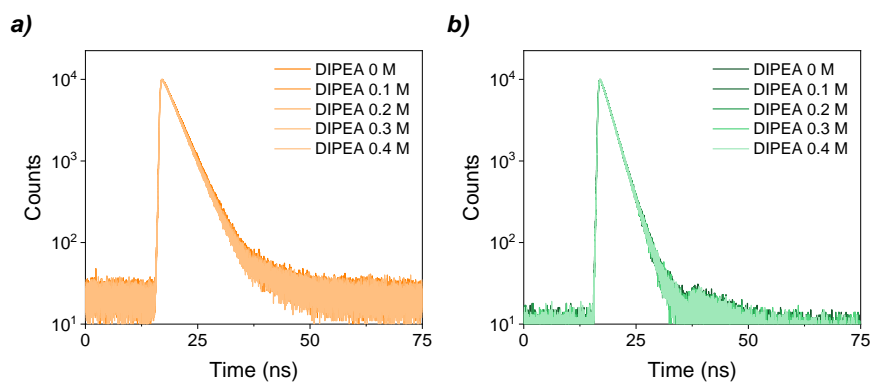 a)
DIPEA 0 M
DIPEA 0.1 M
DIPEA 0.2 M
DIPEA 0.3 M
DIPEA 0.4 M
10⁴
10³
10²
10¹
Counts
0 25 50 75
Time (ns)
b)
DIPEA 0 M
DIPEA 0.1 M
DIPEA 0.2 M
DIPEA 0.3 M
DIPEA 0.4 M
10⁴
10³
10²
10¹
Counts
0 25 50 75
Time (ns)